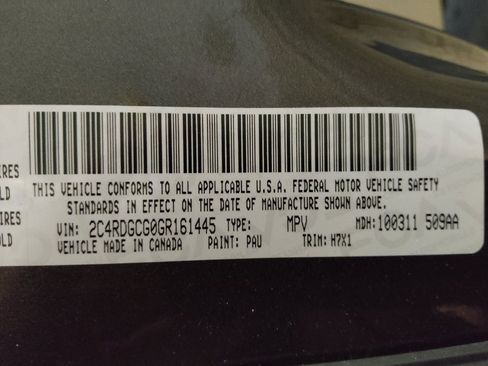 IRES
LD
IRES
OLD
THIS VEHICLE CONFORMS TO ALL APPLICABLE U.S.A. FEDERAL MOTOR VEHICLE SAFETY
STANDARDS IN EFFECT ON THE DATE OF MANUFACTURE SHOWN ABOVE.
VIN: 2C4RDGCG0GR161445 TYPE: MPV MDH: 100311 509AA
VEHICLE MADE IN CANADA PAINT: PAU TRIM: H7X1